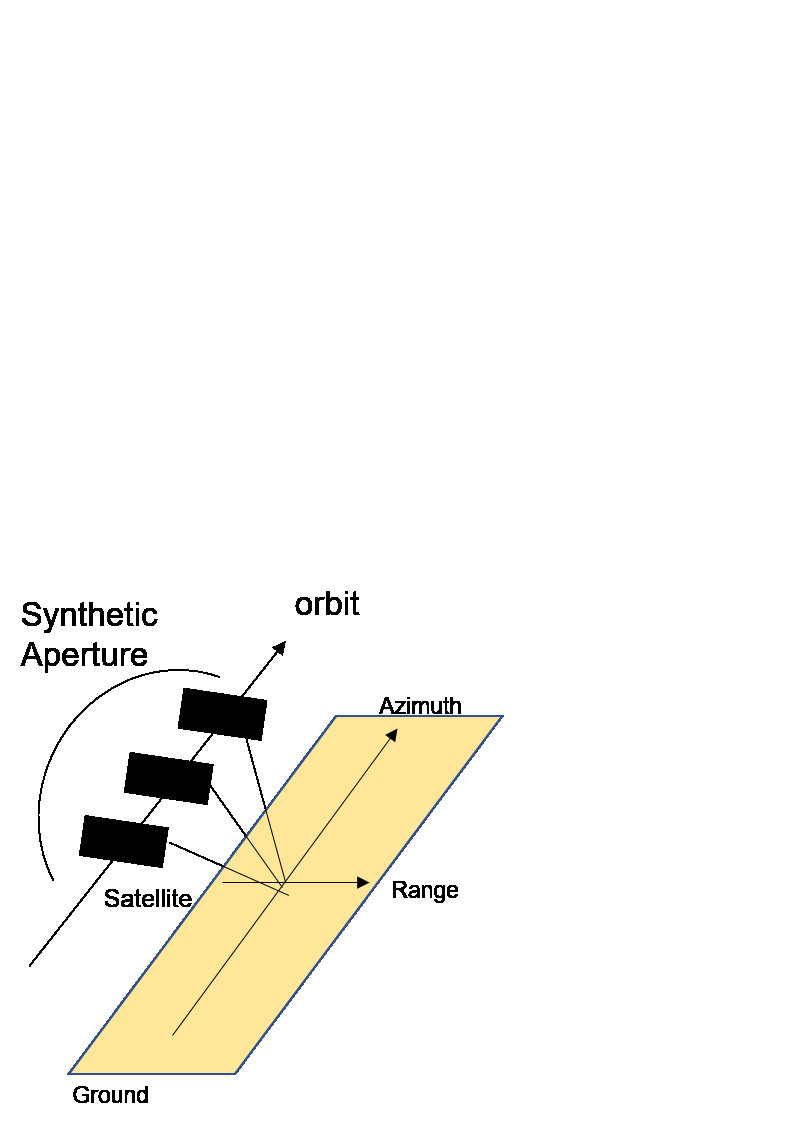 orbit
Synthetic
Aperture
Azimuth
Range
Satellite
Ground